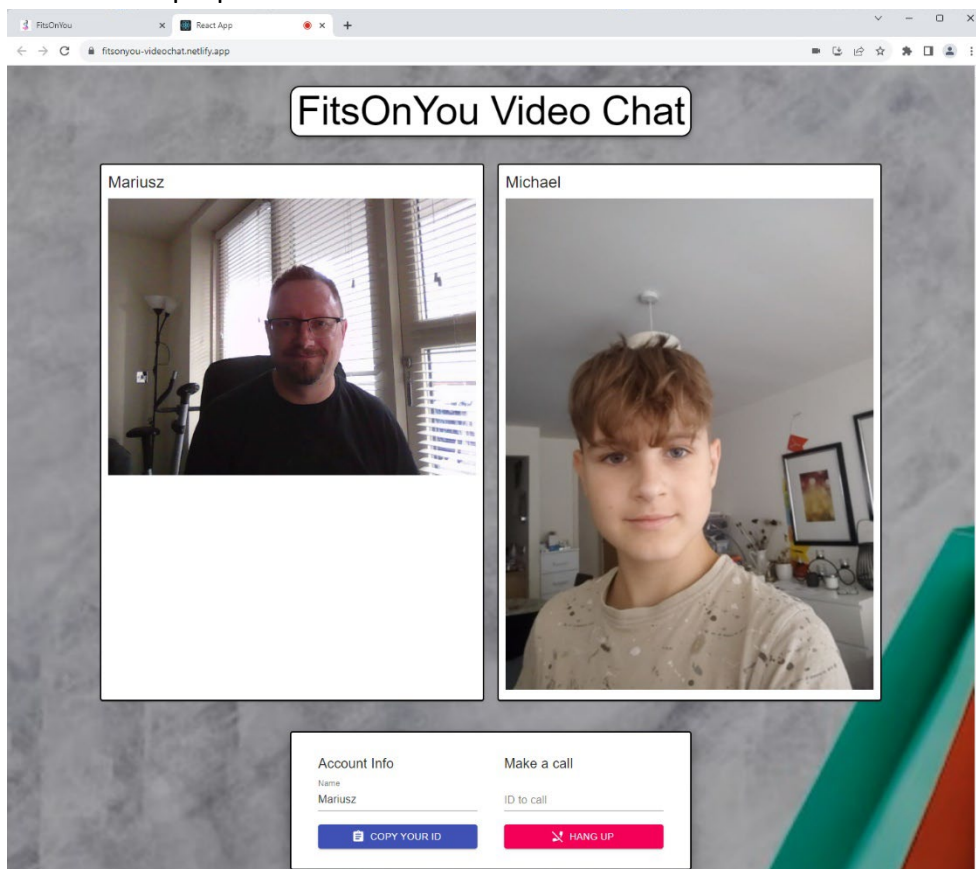 FitsOnYou
React App
fitsonyou-videochat.netlify.app
FitsOnYou Video Chat
Mariusz
Michael
Account Info
Name
Mariusz
COPY YOUR ID
Make a call
ID to call
HANG UP